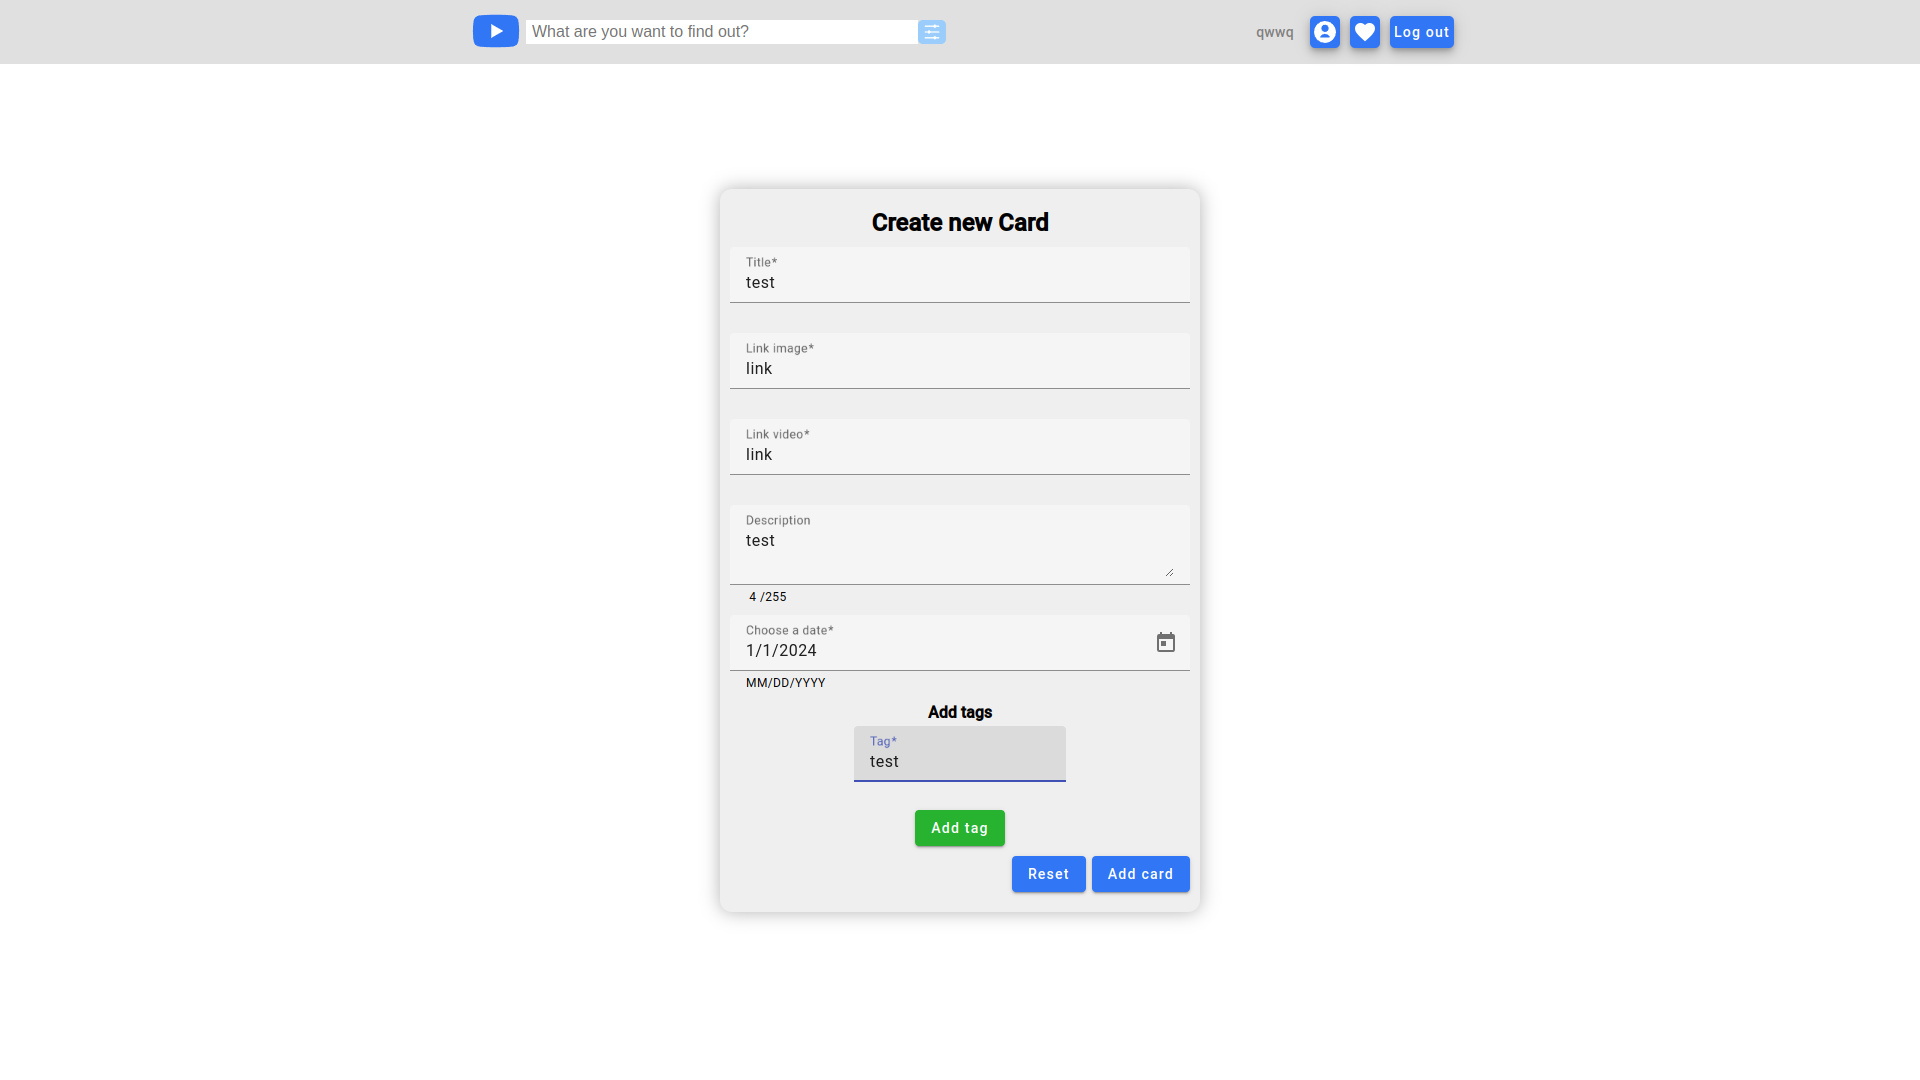 What are you want to find out?
qwwq
Log out
Create new Card
Title*
test
Link image*
link
Link video*
link
Description
test
4 /255
Choose a date*
1/1/2024
MM/DD/YYYY
Add tags
Tag*
test
Add tag
Reset
Add card